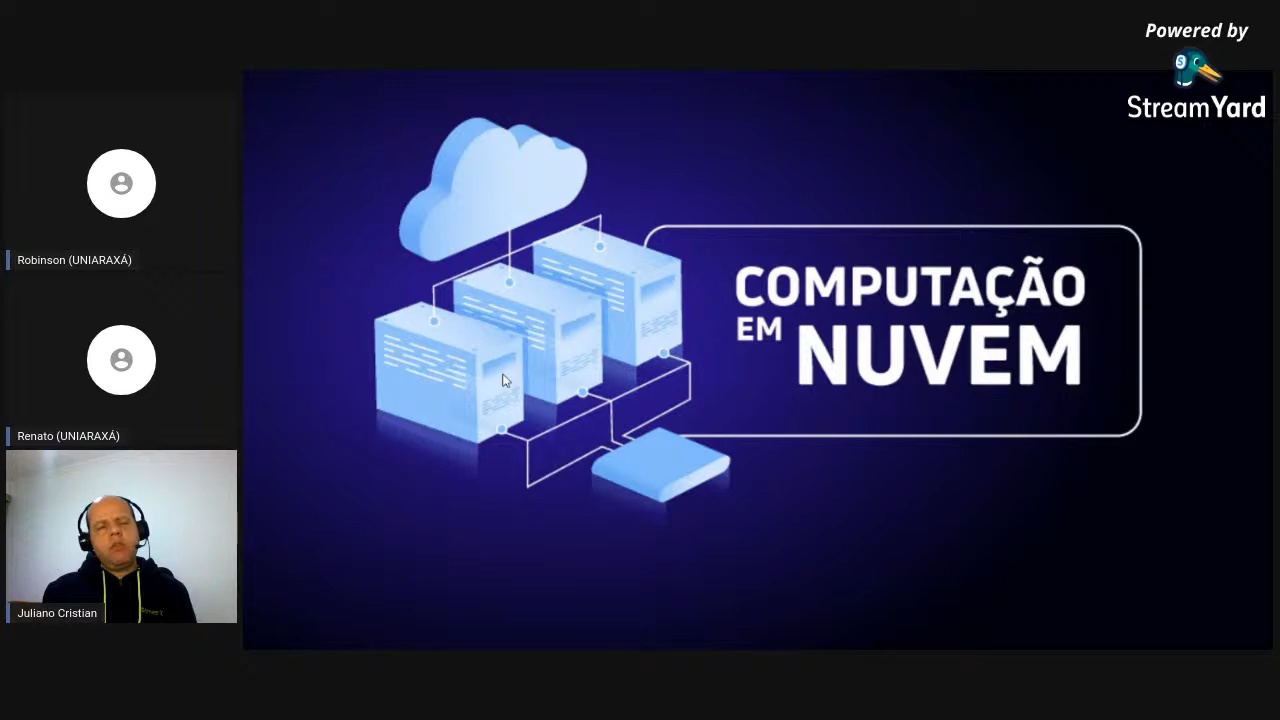 Powered by
StreamYard
COMPUTAÇÃO
EM NUVEM
Robinson (UNIARAXÁ)
Renato (UNIARAXÁ)
Juliano Cristian